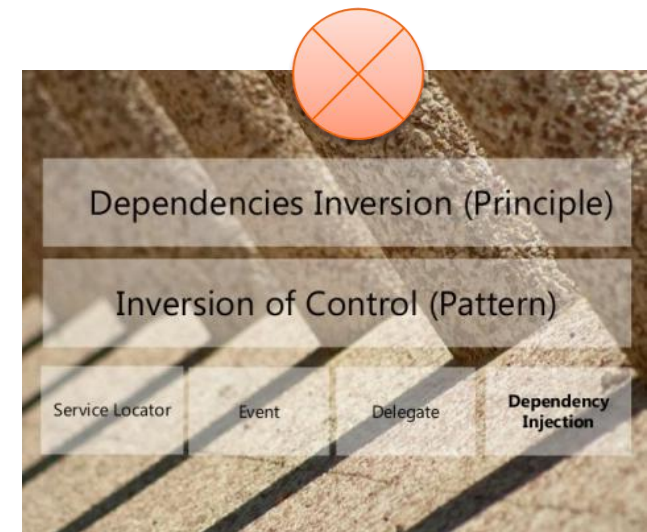 Dependencies Inversion (Principle)
Inversion of Control (Pattern)
Service Locator
Event
Delegate
Dependency
Injection